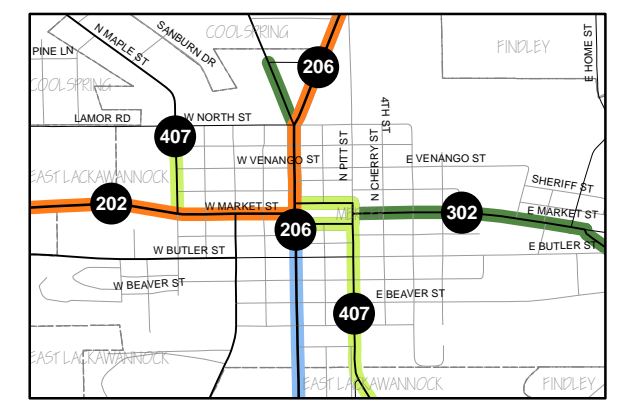 COOLSPRING
N MAPLE ST
SANBURN DR
PINE LN
FINDLEY
E HOME ST
206
COOLSPRING
LAMOR RD
W NORTH ST
4TH ST
407
N PITT ST
N CHERRY ST
W VENANGO ST
E VENANGO ST
EAST LACKAWANNOCK
SHERIFF ST
202
W MARKET ST
302
E MARKET ST
206
W BUTLER ST
E BUTLER ST
W BEAVER ST
E BEAVER ST
407
EAST LACKAWANNOCK
EAST LACKAWANNOCK
FINDLEY